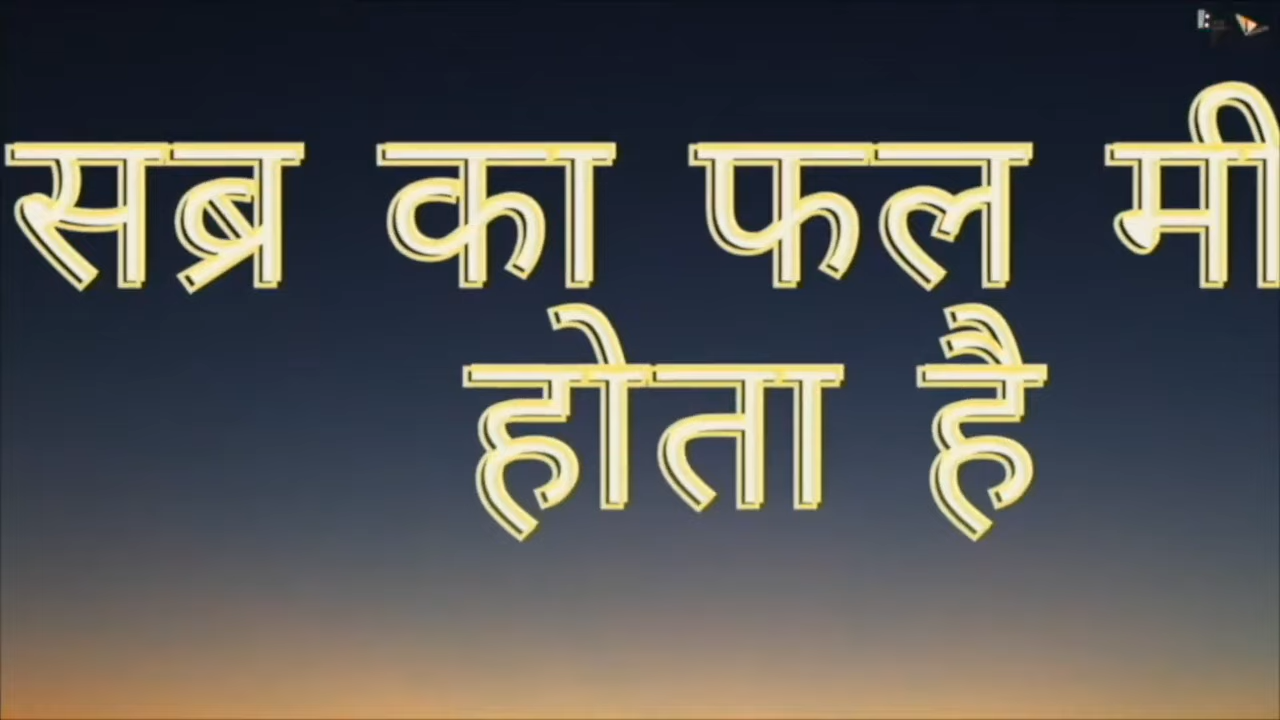 सब्र का फल मी
होता है